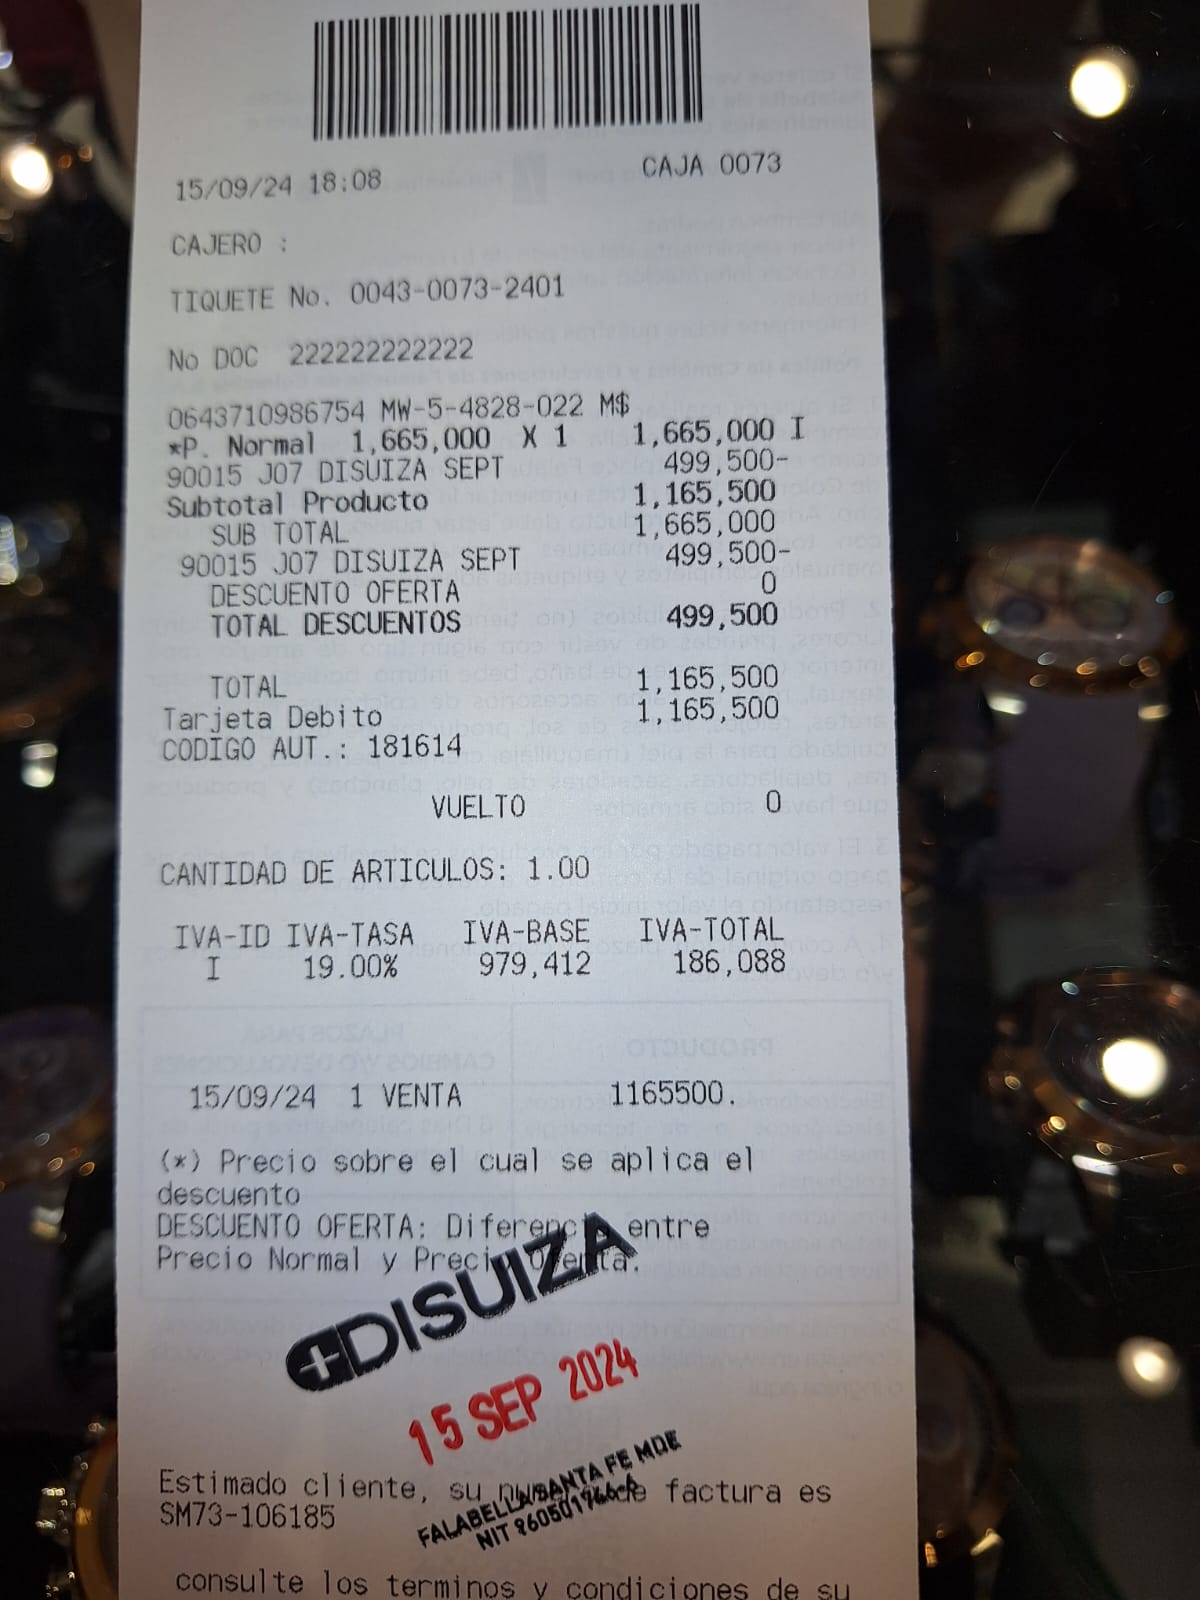 15/09/24 18:08 CAJA 0073
CAJERO :
TIQUETE No. 0043-0073-2401
No DOC 222222222222
0643710986754 MW-5-4828-022 M$
*P. Normal 1,665,000 X 1 1,665,000 I
90015 J07 DISUIZA SEPT 499,500-
Subtotal Producto 1,165,500
SUB TOTAL 1,665,000
90015 J07 DISUIZA SEPT 499,500-
DESCUENTO OFERTA 0
TOTAL DESCUENTOS 499,500
TOTAL 1,165,500
Tarjeta Debito 1,165,500
CODIGO AUT.: 181614
VUELTO 0
CANTIDAD DE ARTICULOS: 1.00
IVA-ID IVA-TASA IVA-BASE IVA-TOTAL
I 19.00% 979,412 186,088
15/09/24 1 VENTA 1165500.
(*) Precio sobre el cual se aplica el
descuento
DESCUENTO OFERTA: Diferencia entre
Precio Normal y Precio Oferta.
DISUIZA
15 SEP 2024
FALABELLA SANTA FE MDE
NIT
Estimado cliente, su numero de factura es
SM73-106185
consulte los terminos y condiciones de su